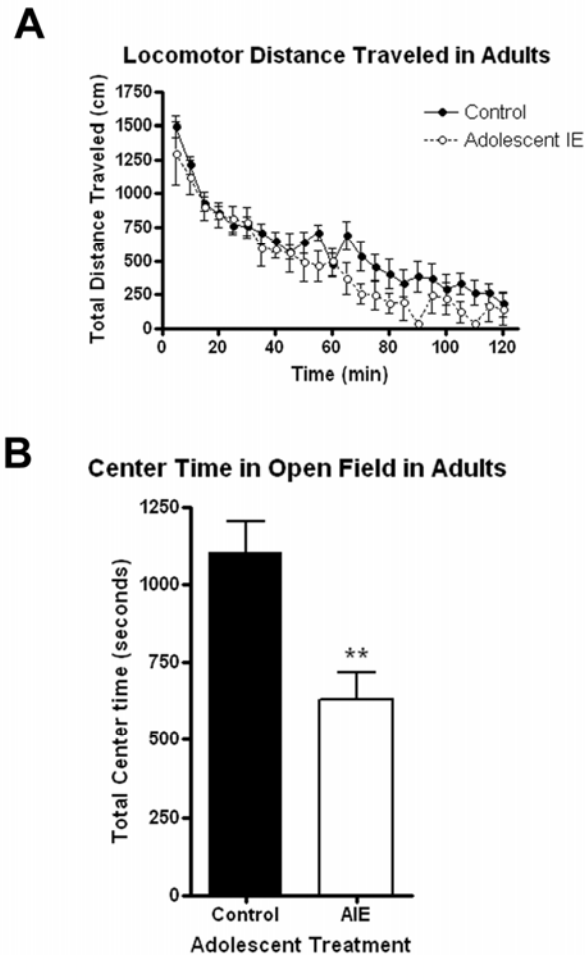 A
Locomotor Distance Traveled in Adults
Total Distance Traveled (cm)
1750
1500
1250
1000
750
500
250
0
0 20 40 60 80 100 120
Time (min)
Control
Adolescent IE
B
Center Time in Open Field in Adults
Total Center time (seconds)
1250
1000
750
500
250
0
**
Control AIE
Adolescent Treatment